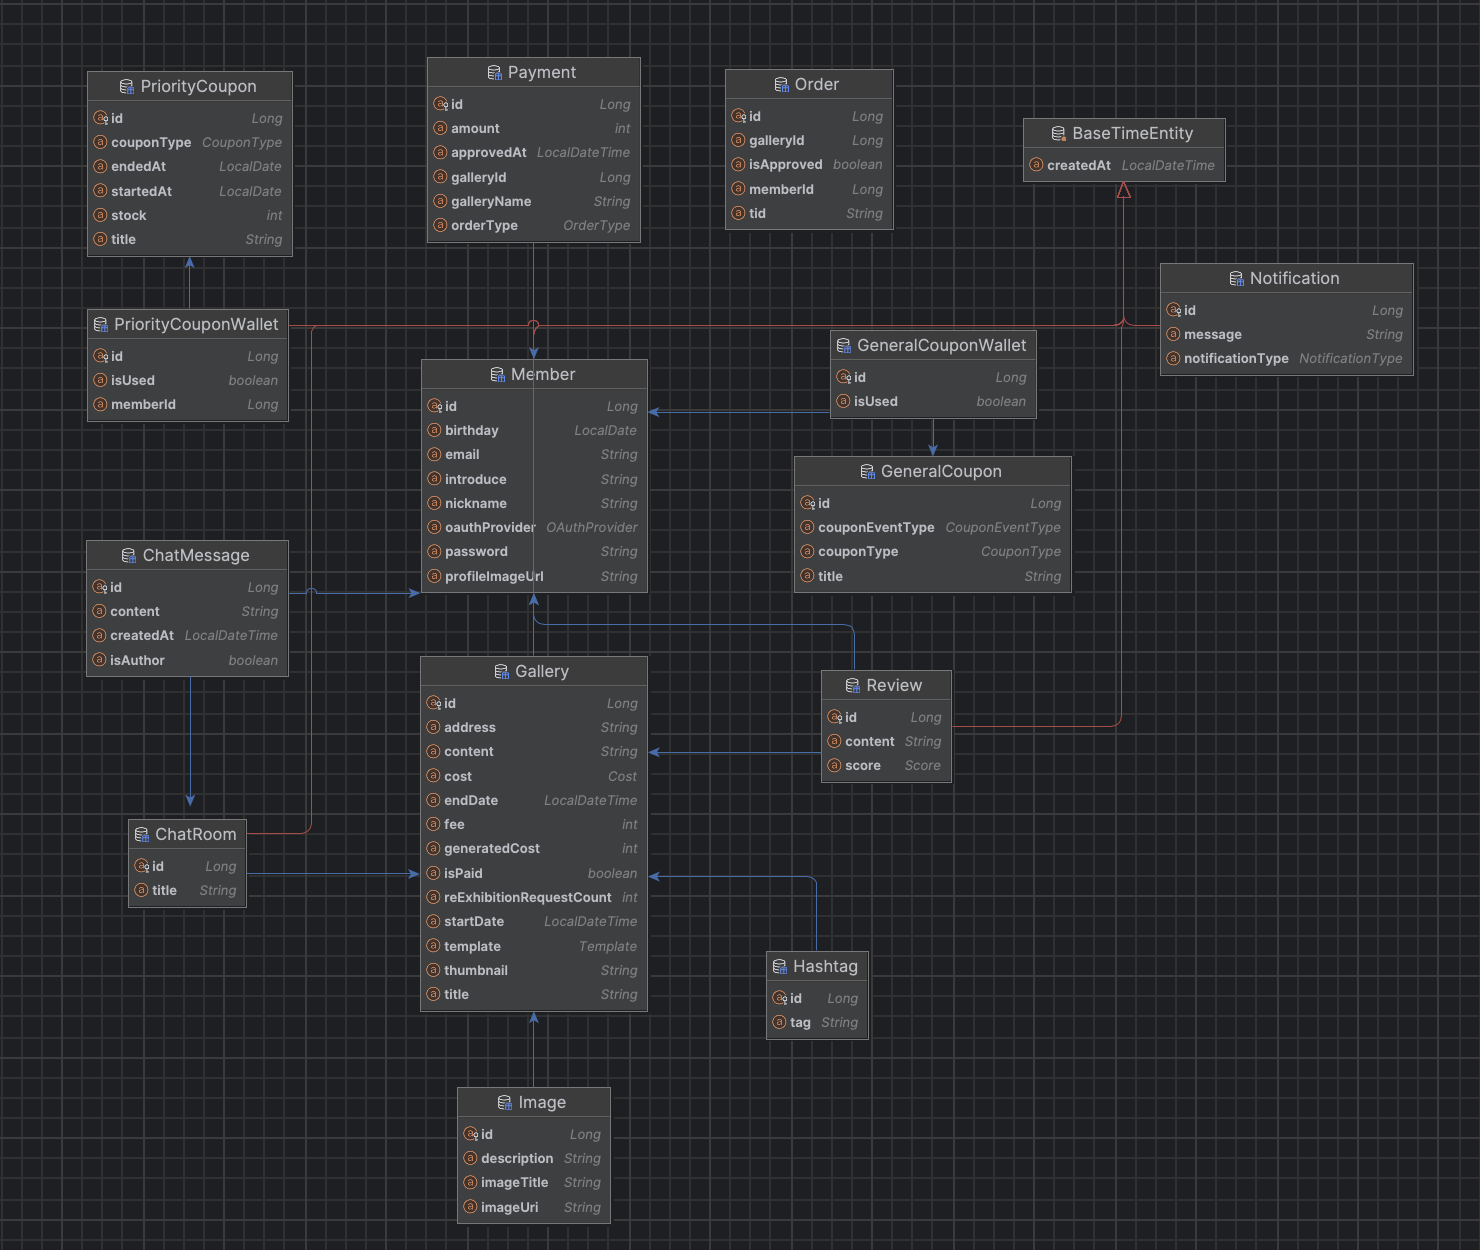 PriorityCoupon
id Long
couponType CouponType
endedAt LocalDate
startedAt LocalDate
stock int
title String
Payment
id Long
amount int
approvedAt LocalDateTime
galleryId Long
galleryName String
orderType OrderType
Order
id Long
galleryId Long
isApproved boolean
memberId Long
tid String
BaseTimeEntity
createdAt LocalDateTime
Notification
id Long
message String
notificationType NotificationType
PriorityCouponWallet
id Long
isUsed boolean
memberId Long
Member
id Long
birthday LocalDate
email String
introduce String
nickname String
oauthProvider OAuthProvider
password String
profileImageUrl String
GeneralCouponWallet
id Long
isUsed boolean
GeneralCoupon
id Long
couponEventType CouponEventType
couponType CouponType
title String
ChatMessage
id Long
content String
createdAt LocalDateTime
isAuthor boolean
Gallery
id Long
address String
content String
cost Cost
endDate LocalDateTime
fee int
generatedCost int
isPaid boolean
reExhibitionRequestCount int
startDate LocalDateTime
template Template
thumbnail String
title String
Review
id Long
content String
score Score
ChatRoom
id Long
title String
Hashtag
id Long
tag String
Image
id Long
description String
imageTitle String
imageUri String